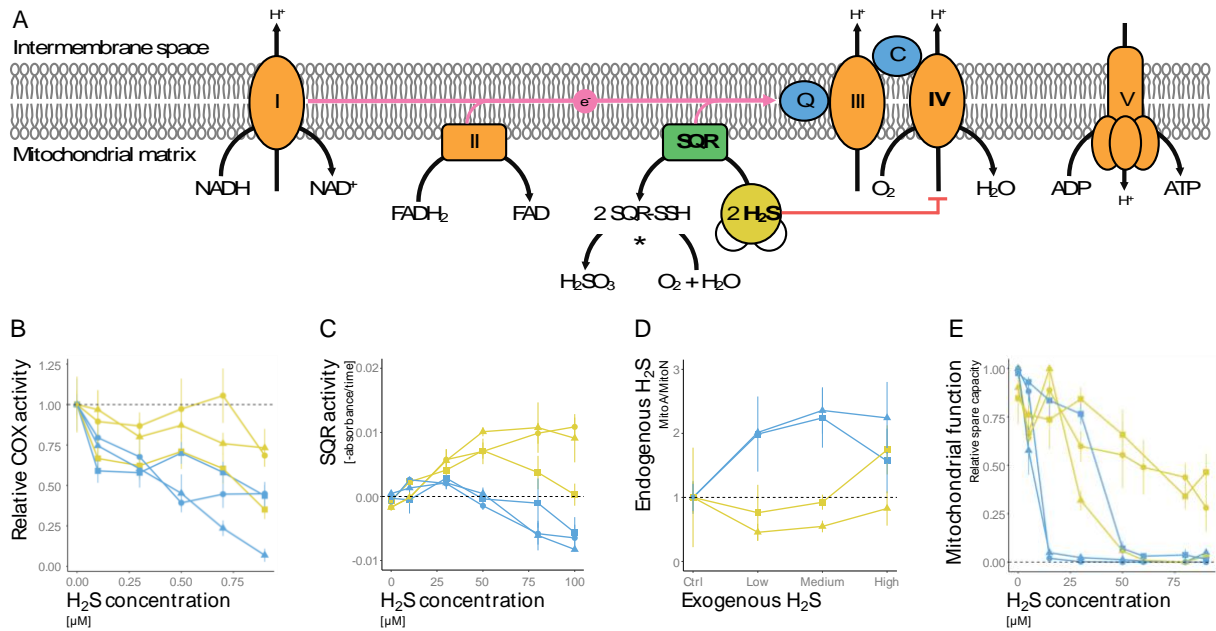 A
Intermembrane space
Mitochondrial matrix
H⁺
H⁺
H⁺
I
e⁻
Q
III
C
IV
V
II
SQR
NADH
NAD⁺
FADH₂
FAD
2 SQR-SSH
2 H₂S
O₂
H₂O
ADP
ATP
H⁺
*
H₂SO₃
O₂ + H₂O
B
Relative COX activity
1.25
1.00
0.75
0.50
0.25
0.00
0.00
0.25
0.50
0.75
H₂S concentration
[µM]
C
SQR activity
[-absorbance/time]
0.02
0.01
0.00
-0.01
0
25
50
75
100
H₂S concentration
[µM]
D
Endogenous H₂S
MitoA/MitoN
3
2
1
0
Ctrl
Low
Medium
High
Exogenous H₂S
E
Mitochondrial function
Relative spare capacity
1.00
0.75
0.50
0.25
0.00
0
25
50
75
H₂S concentration
[µM]